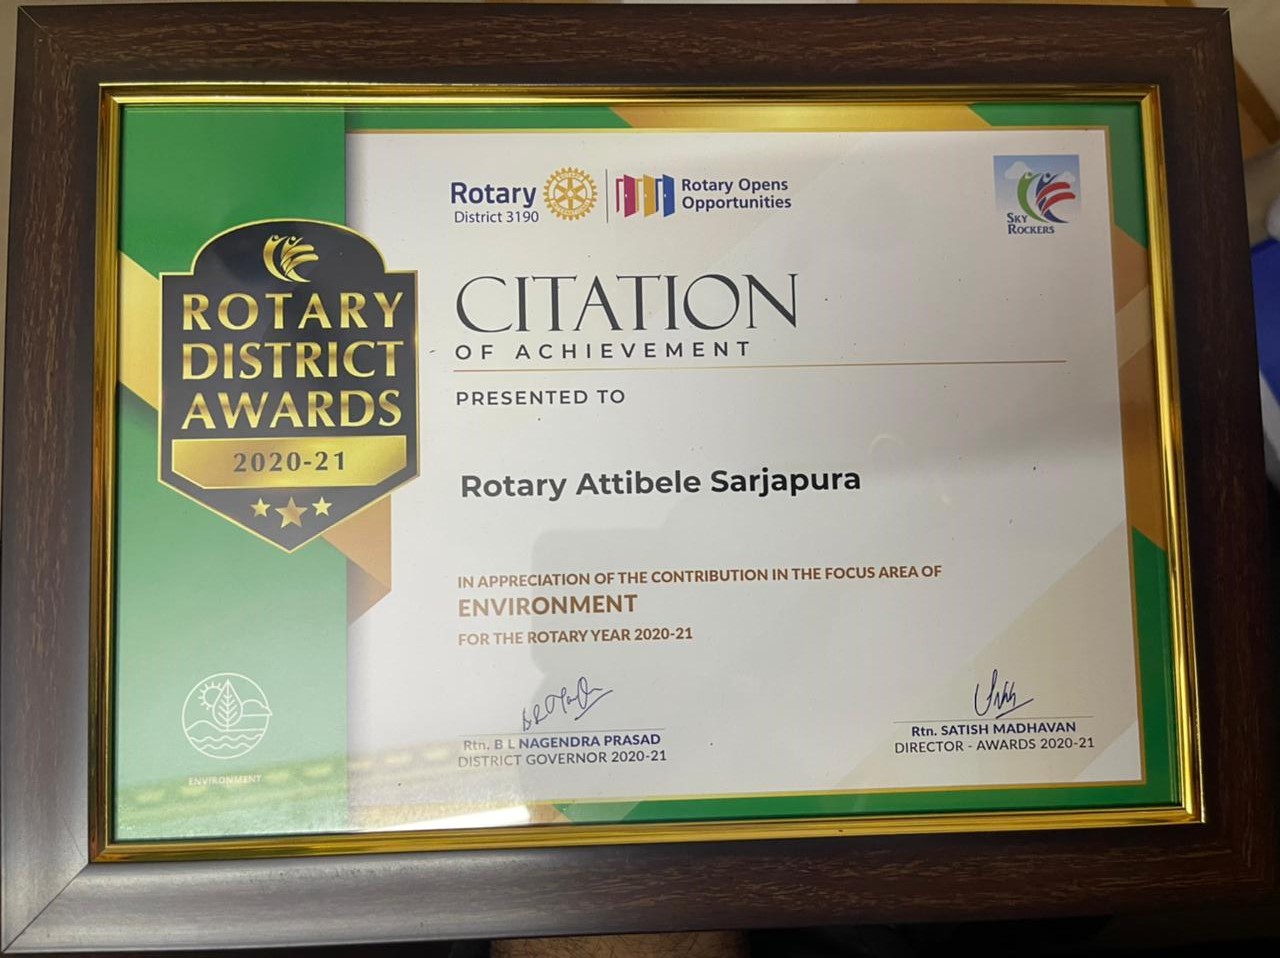 Rotary
District 3190
Rotary Opens
Opportunities
SKY
ROCKERS
ROTARY
DISTRICT
AWARDS
2020-21
CITATION
OF ACHIEVEMENT
PRESENTED TO
Rotary Attibele Sarjapura
IN APPRECIATION OF THE CONTRIBUTION IN THE FOCUS AREA OF
ENVIRONMENT
FOR THE ROTARY YEAR 2020-21
Rtn. B L NAGENDRA PRASAD
DISTRICT GOVERNOR 2020-21
Rtn. SATISH MADHAVAN
DIRECTOR - AWARDS 2020-21
ENVIRONMENT